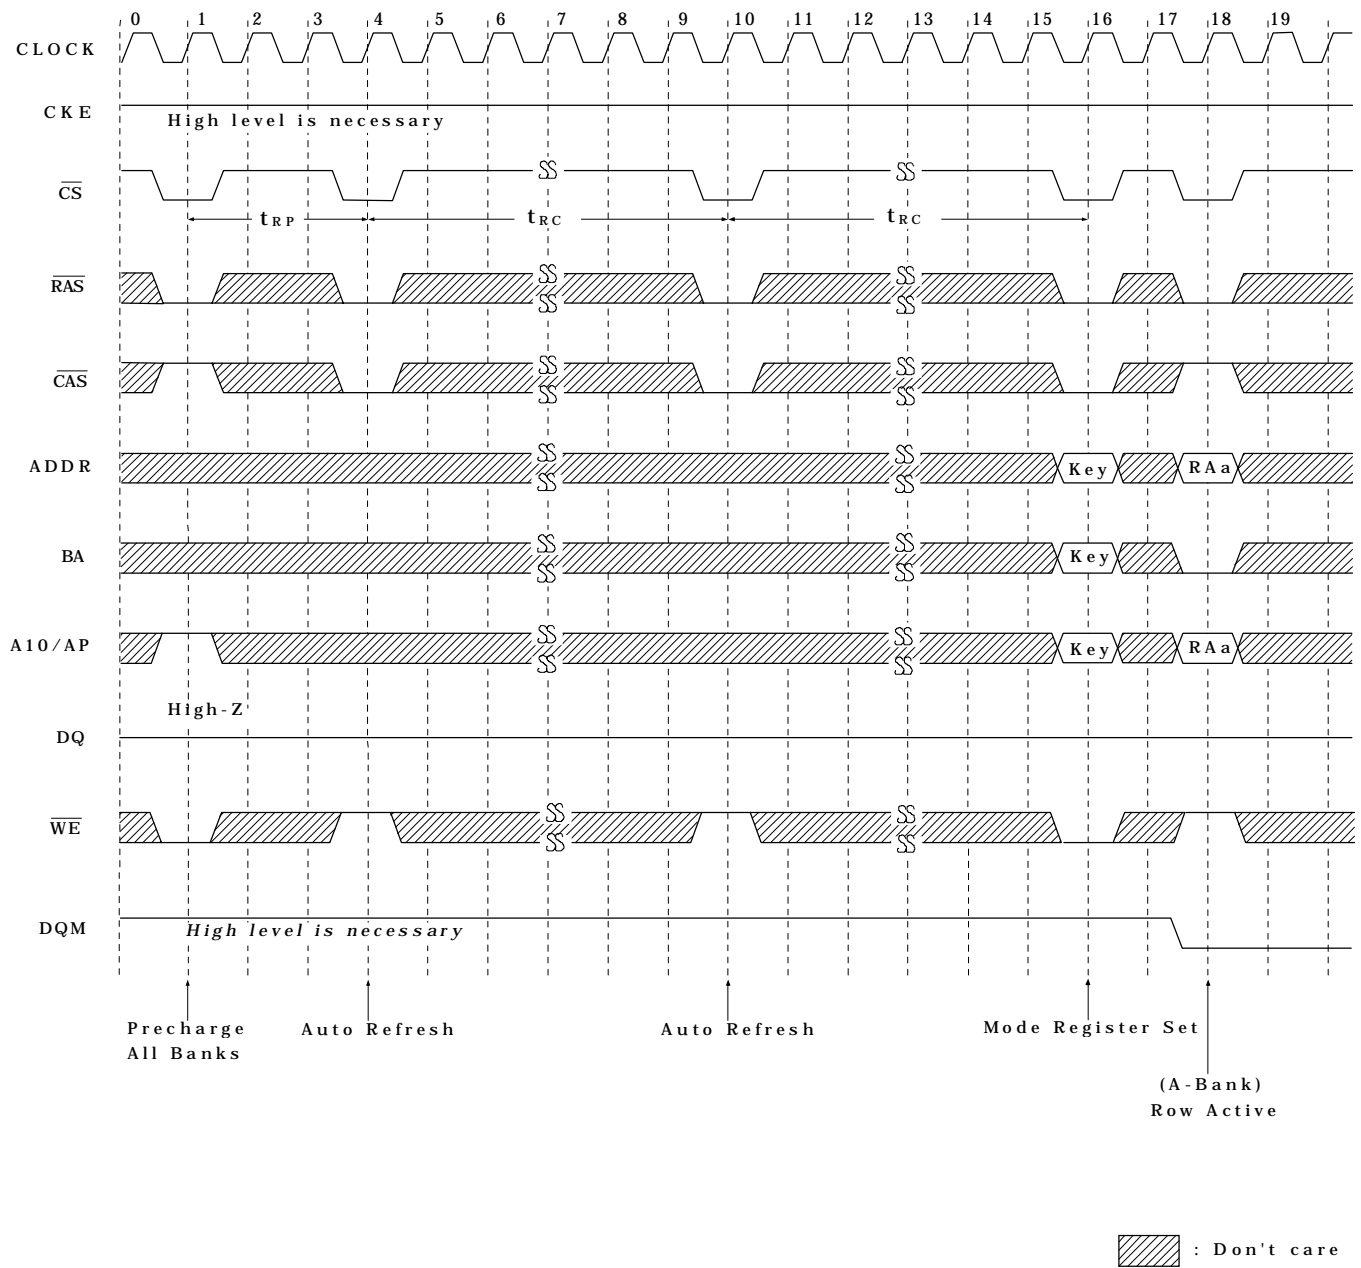 0 1 2 3 4 5 6 7 8 9 10 11 12 13 14 15 16 17 18 19
CLOCK
CKE
High level is necessary
CS
tRP tRC tRC
RAS
CAS
ADDR Key RAa
BA Key
A10/AP Key RAa
High-Z
DQ
WE
DQM
High level is necessary
Precharge
All Banks
Auto Refresh
Auto Refresh
Mode Register Set
(A-Bank)
Row Active
: Don't care